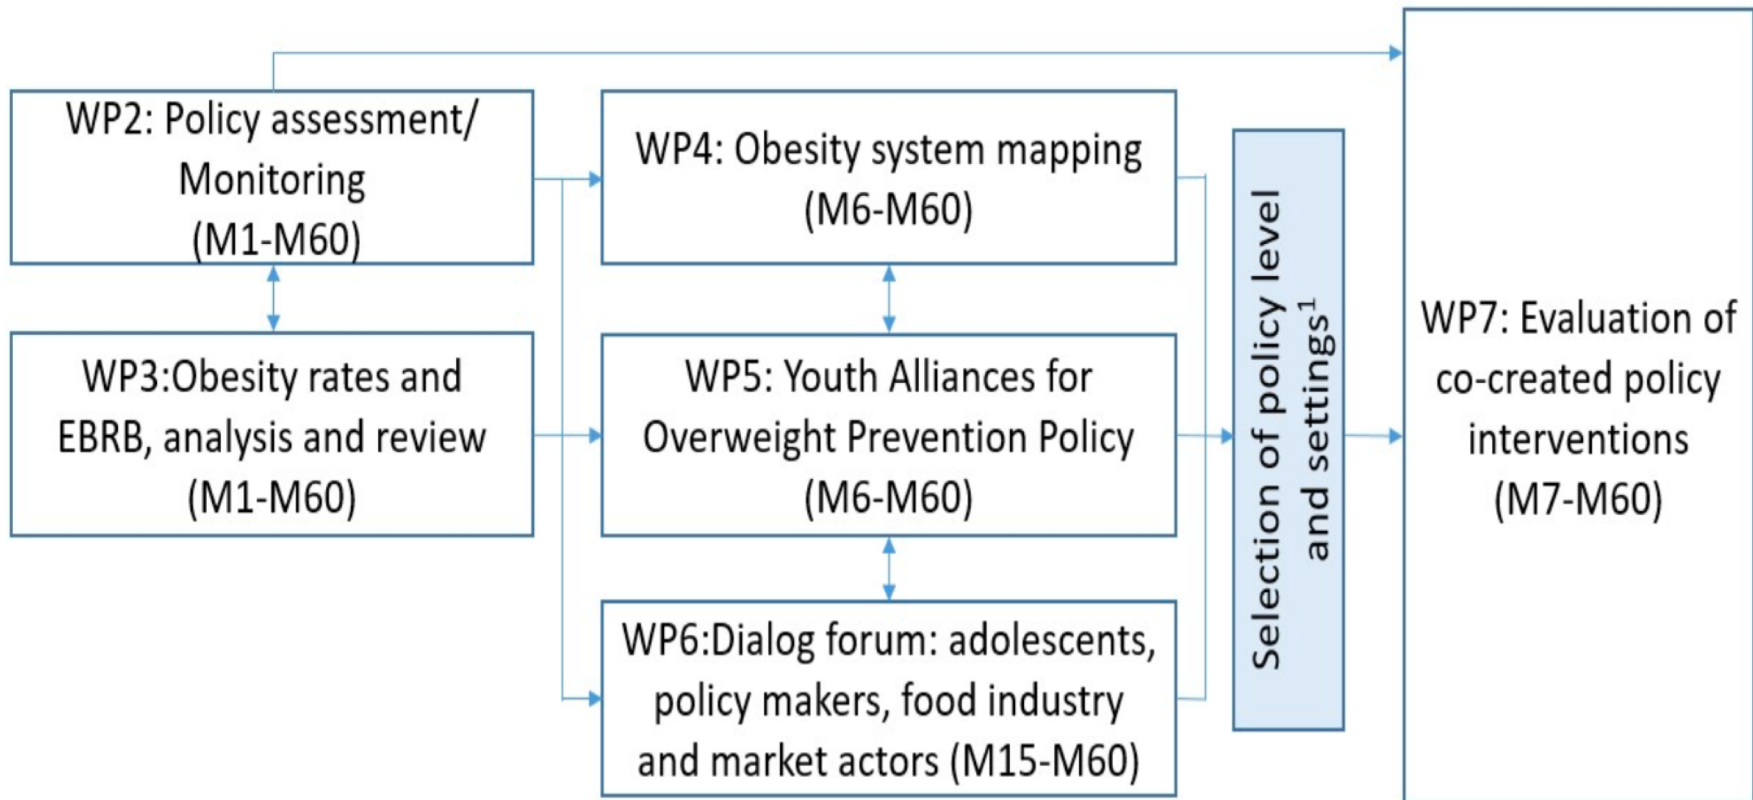 WP2: Policy assessment/
Monitoring
(M1-M60)
WP3:Obesity rates and
EBRB, analysis and review
(M1-M60)
WP4: Obesity system mapping
(M6-M60)
WP5: Youth Alliances for
Overweight Prevention Policy
(M6-M60)
WP6:Dialog forum: adolescents,
policy makers, food industry
and market actors (M15-M60)
Selection of policy level
and settings¹
WP7: Evaluation of
co-created policy
interventions
(M7-M60)